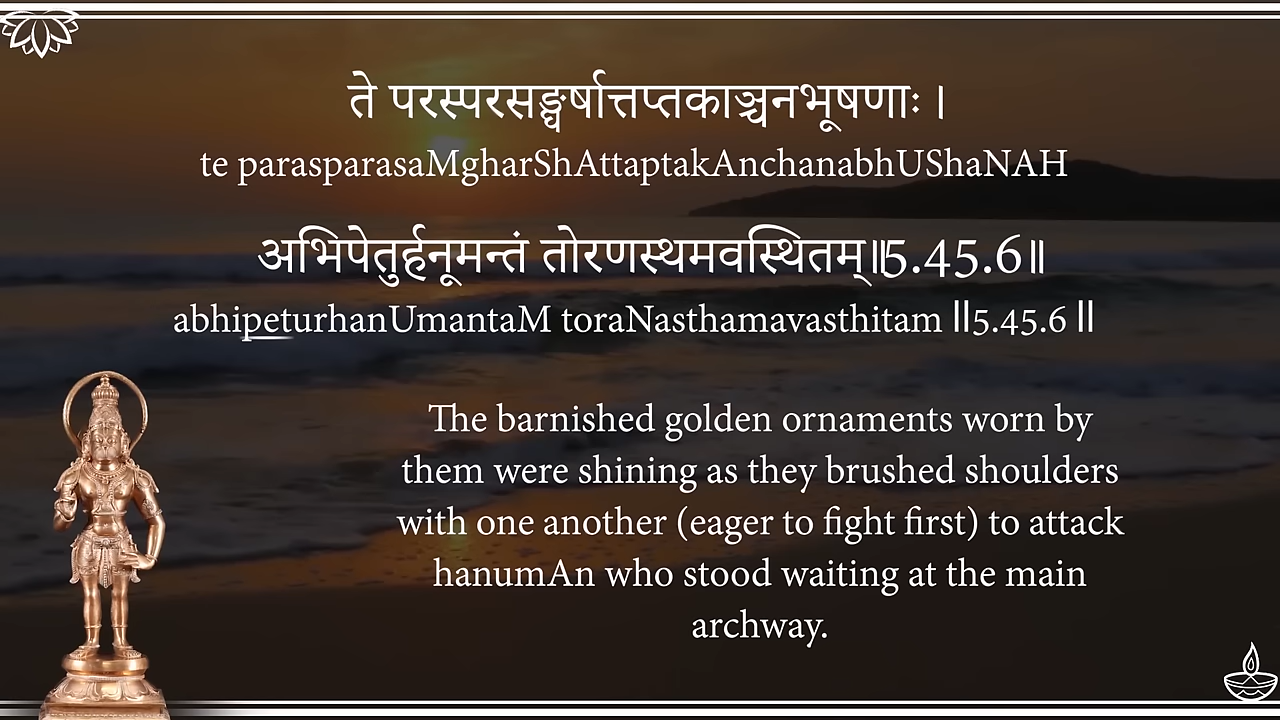 ते परस्परसङ्घर्षात्तप्तकाञ्चनभूषणाः ।
te parasparasaMgharShAttaptakAnchanabhUShaNAH
अभिपेतुर्हनूमन्तं तोरणस्थमवस्थितम्॥5.45.6॥
abhipeturhanUmantaM toraNasthamavasthitam ॥5.45.6 ॥
The barnished golden ornaments worn by
them were shining as they brushed shoulders
with one another (eager to fight first) to attack
hanumAn who stood waiting at the main
archway.